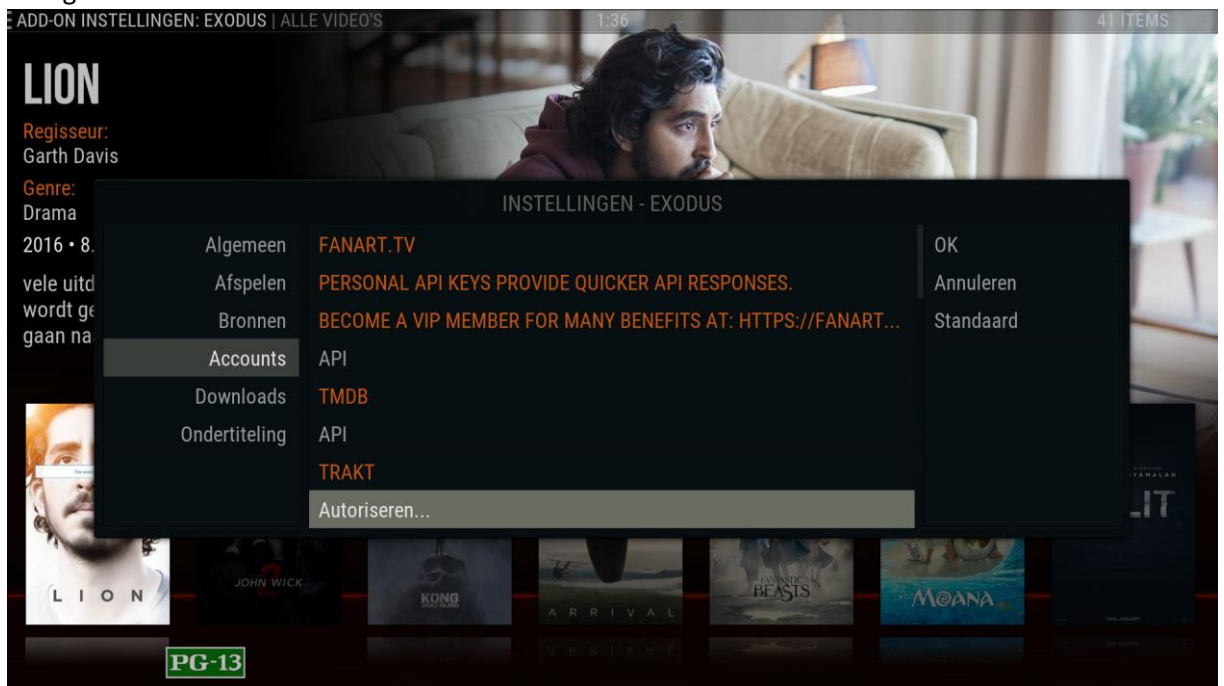 ADD-ON INSTELLINGEN: EXODUS | ALLE VIDEO'S
1:36
41 ITEMS
LION
Regisseur:
Garth Davis
Genre:
Drama
2016 • 8.
vele uitd
wordt ge
gaan na
INSTELLINGEN - EXODUS
Algemeen
Afspelen
Bronnen
Accounts
Downloads
Ondertiteling
FANART.TV
PERSONAL API KEYS PROVIDE QUICKER API RESPONSES.
BECOME A VIP MEMBER FOR MANY BENEFITS AT: HTTPS://FANART...
API
TMDB
API
TRAKT
Autoriseren...
OK
Annuleren
Standaard
LION
JOHN WICK
KONG
ARRIVAL
FANTASTIC
BEASTS
MOANA
LIT
PG-13